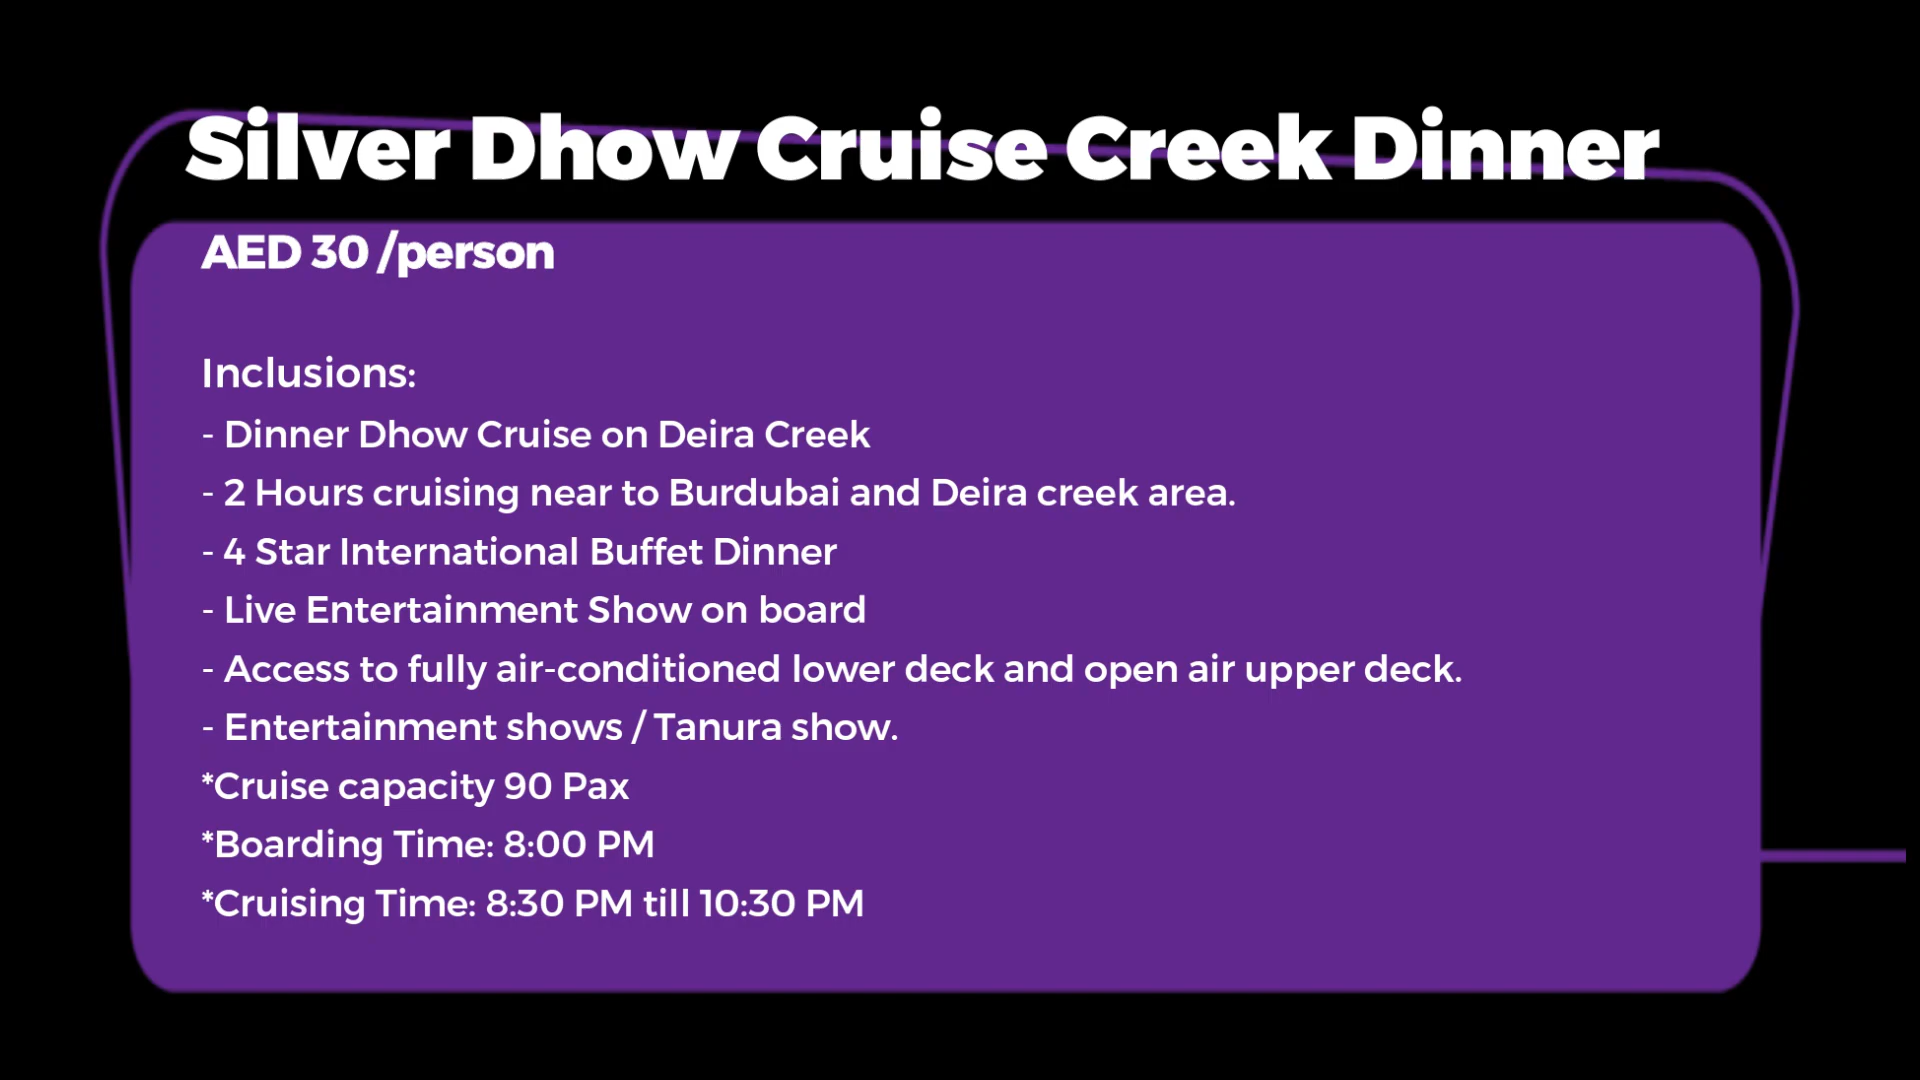 Silver Dhow Cruise Creek Dinner
AED 30 /person
Inclusions:
- Dinner Dhow Cruise on Deira Creek
- 2 Hours cruising near to Burdubai and Deira creek area.
- 4 Star International Buffet Dinner
- Live Entertainment Show on board
- Access to fully air-conditioned lower deck and open air upper deck.
- Entertainment shows / Tanura show.
*Cruise capacity 90 Pax
*Boarding Time: 8:00 PM
*Cruising Time: 8:30 PM till 10:30 PM